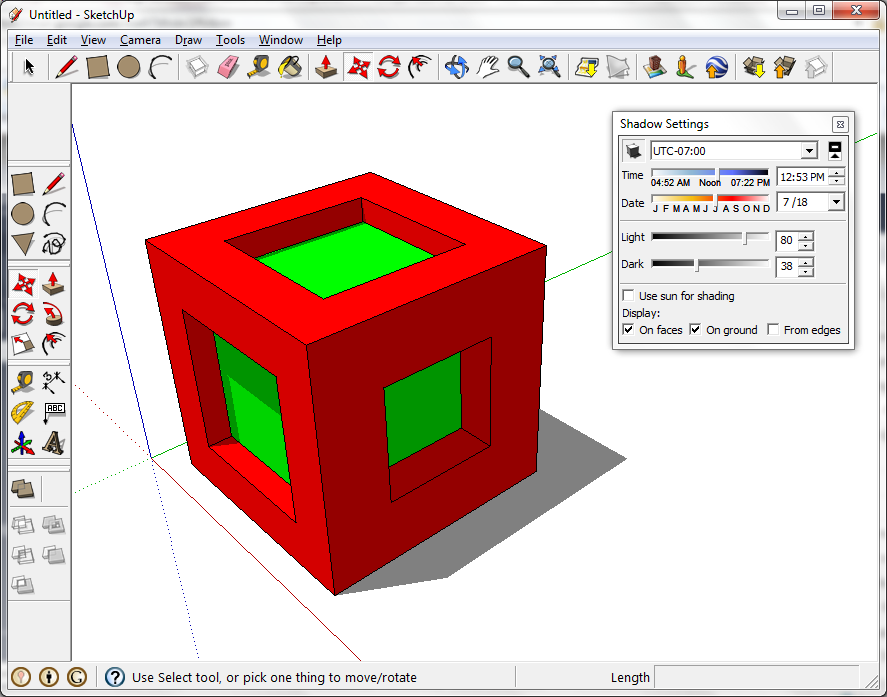 Untitled - SketchUp
File Edit View Camera Draw Tools Window Help
Shadow Settings
UTC-07:00
Time 04:52 AM Noon 07:22 PM 12:53 PM
Date J F M A M J J A S O N D 7 /18
Light 80
Dark 38
Use sun for shading
Display:
On faces On ground From edges
ABC
Use Select tool, or pick one thing to move/rotate Length